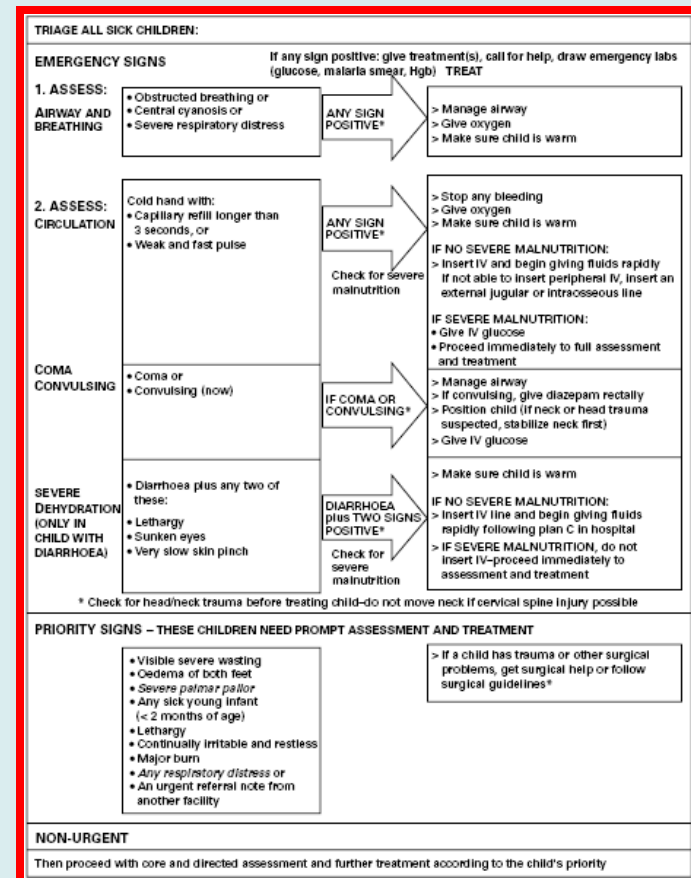 TRIAGE ALL SICK CHILDREN:
EMERGENCY SIGNS
If any sign positive: give treatment(s), call for help, draw emergency labs
(glucose, malaria smear, Hgb) TREAT
1. ASSESS:
AIRWAY AND
BREATHING
• Obstructed breathing or
• Central cyanosis or
• Severe respiratory distress
ANY SIGN
POSITIVE*
> Manage airway
> Give oxygen
> Make sure child is warm
2. ASSESS:
CIRCULATION
Cold hand with:
• Capillary refill longer than
3 seconds, or
• Weak and fast pulse
ANY SIGN
POSITIVE*
Check for severe
malnutrition
> Stop any bleeding
> Give oxygen
> Make sure child is warm
IF NO SEVERE MALNUTRITION:
> Insert IV and begin giving fluids rapidly
If not able to insert peripheral IV, insert an
external jugular or intraosseous line
IF SEVERE MALNUTRITION:
• Give IV glucose
• Proceed immediately to full assessment
and treatment
COMA
CONVULSING
• Coma or
• Convulsing (now)
IF COMA OR
CONVULSING*
> Manage airway
> If convulsing, give diazepam rectally
> Position child (if neck or head trauma
suspected, stabilize neck first)
> Give IV glucose
SEVERE
DEHYDRATION
(ONLY IN
CHILD WITH
DIARRHOEA)
• Diarrhoea plus any two of
these:
• Lethargy
• Sunken eyes
• Very slow skin pinch
DIARRHOEA
plus TWO SIGNS
POSITIVE*
Check for
severe
malnutrition
> Make sure child is warm
IF NO SEVERE MALNUTRITION:
> Insert IV line and begin giving fluids
rapidly following plan C in hospital
> IF SEVERE MALNUTRITION, do not
insert IV–proceed immediately to
assessment and treatment
* Check for head/neck trauma before treating child–do not move neck if cervical spine injury possible
PRIORITY SIGNS – THESE CHILDREN NEED PROMPT ASSESSMENT AND TREATMENT
• Visible severe wasting
• Oedema of both feet
• Severe palmar pallor
• Any sick young infant
(< 2 months of age)
• Lethargy
• Continually irritable and restless
• Major burn
• Any respiratory distress or
• An urgent referral note from
another facility
> If a child has trauma or other surgical
problems, get surgical help or follow
surgical guidelines*
NON-URGENT
Then proceed with core and directed assessment and further treatment according to the child's priority